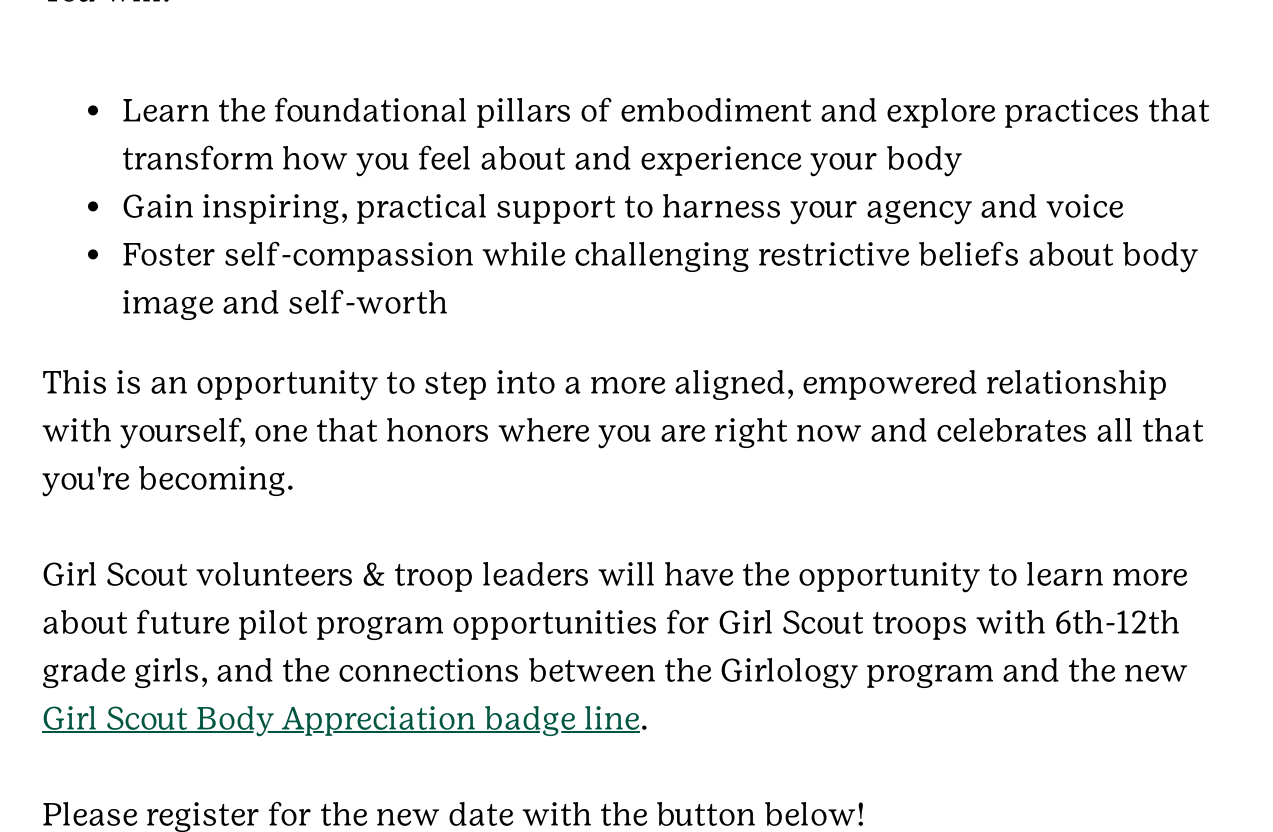 • Learn the foundational pillars of embodiment and explore practices that
transform how you feel about and experience your body
• Gain inspiring, practical support to harness your agency and voice
• Foster self-compassion while challenging restrictive beliefs about body
image and self-worth
This is an opportunity to step into a more aligned, empowered relationship
with yourself, one that honors where you are right now and celebrates all that
you're becoming.
Girl Scout volunteers & troop leaders will have the opportunity to learn more
about future pilot program opportunities for Girl Scout troops with 6th-12th
grade girls, and the connections between the Girlology program and the new
Girl Scout Body Appreciation badge line.
Please register for the new date with the button below!